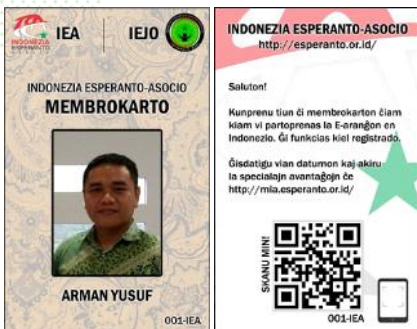 IEA
IEJO
INDONEZIA
ESPERANTO
INDONEZIA ESPERANTO-ASOCIO
MEMBROKARTO
ARMAN YUSUF
001-IEA
INDONEZIA ESPERANTO-ASOCIO
http://esperanto.or.id/
Saluton!
Kunprenu tiun ĉi membrokarton ĉiam
kiam vi partoprenas la E-aranĝon en
Indonezio. Ĝi funkcias kiel registrado.
Ĝisdatigu vian datumon kaj akiru
la specialajn avantaĝojn ĉe
http://mia.esperanto.or.id/
SKANU MIN!
001-IEA